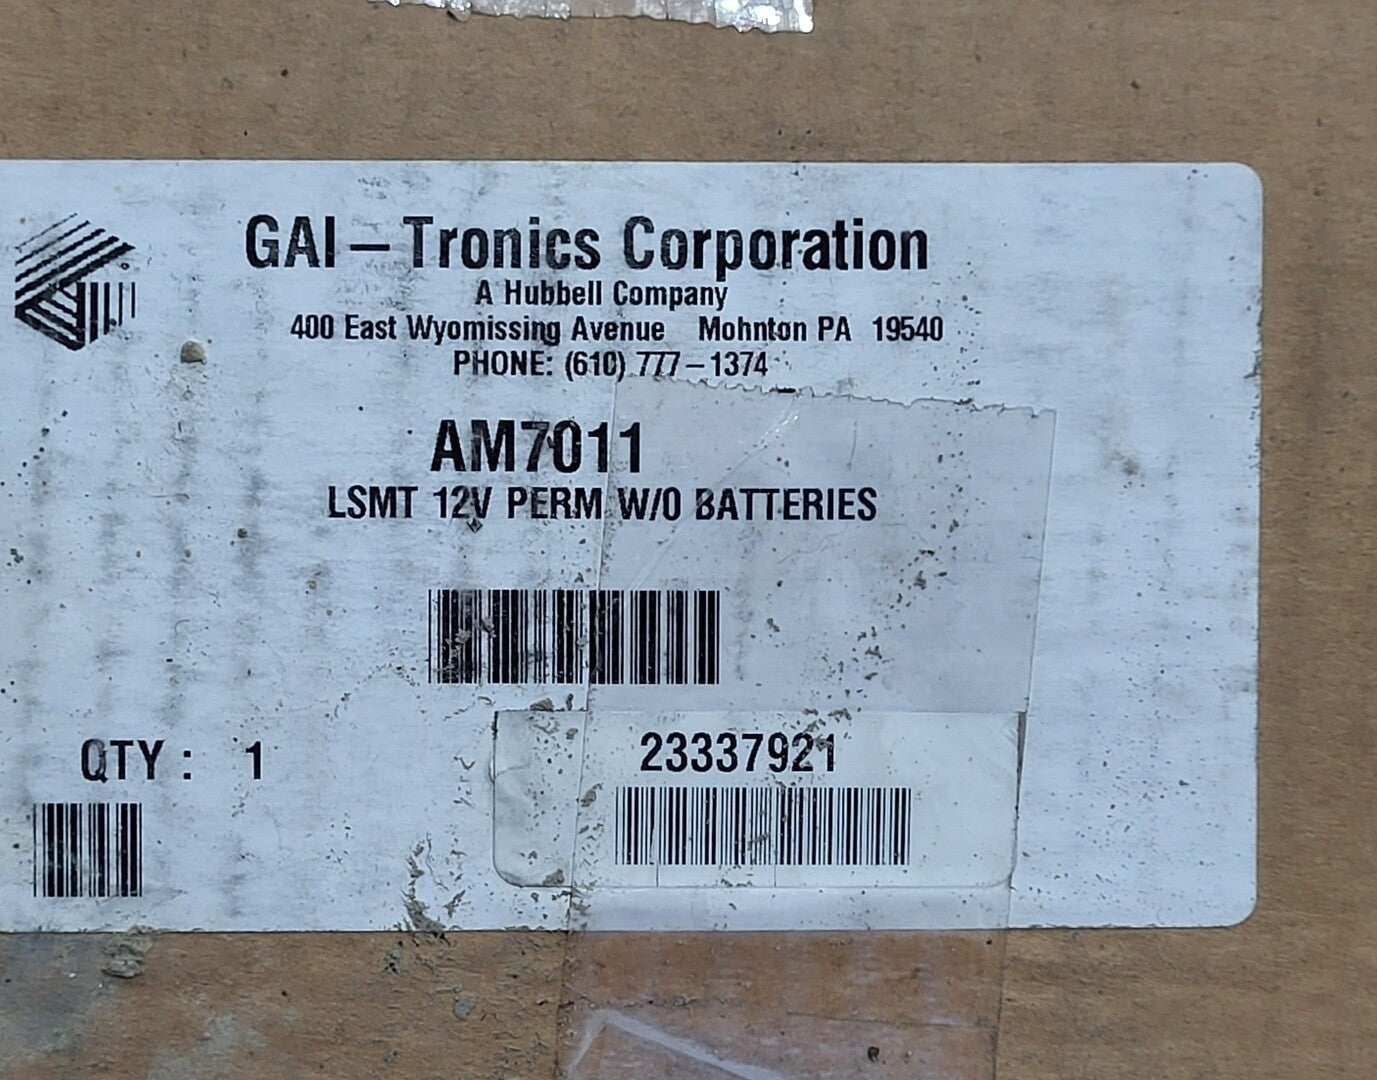 GAI-Tronics Corporation
A Hubbell Company
400 East Wyomissing Avenue Mohnton PA 19540
PHONE: (610) 777-1374
AM7011
LSMT 12V PERM W/O BATTERIES
QTY: 1
23337921